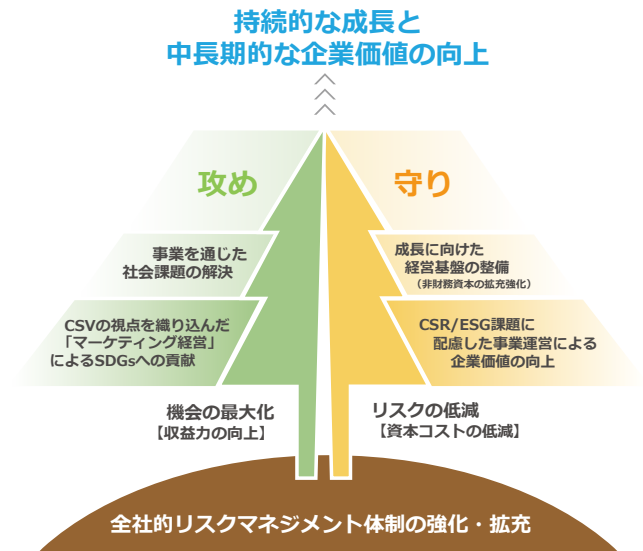 持続的な成長と
中長期的な企業価値の向上
攻め
守り
事業を通じた
社会課題の解決
成長に向けた
経営基盤の整備
（非財務資本の拡充強化）
CSVの視点を織り込んだ
「マーケティング経営」
によるSDGsへの貢献
CSR/ESG課題に
配慮した事業運営による
企業価値の向上
機会の最大化
【収益力の向上】
リスクの低減
【資本コストの低減】
全社的リスクマネジメント体制の強化・拡充